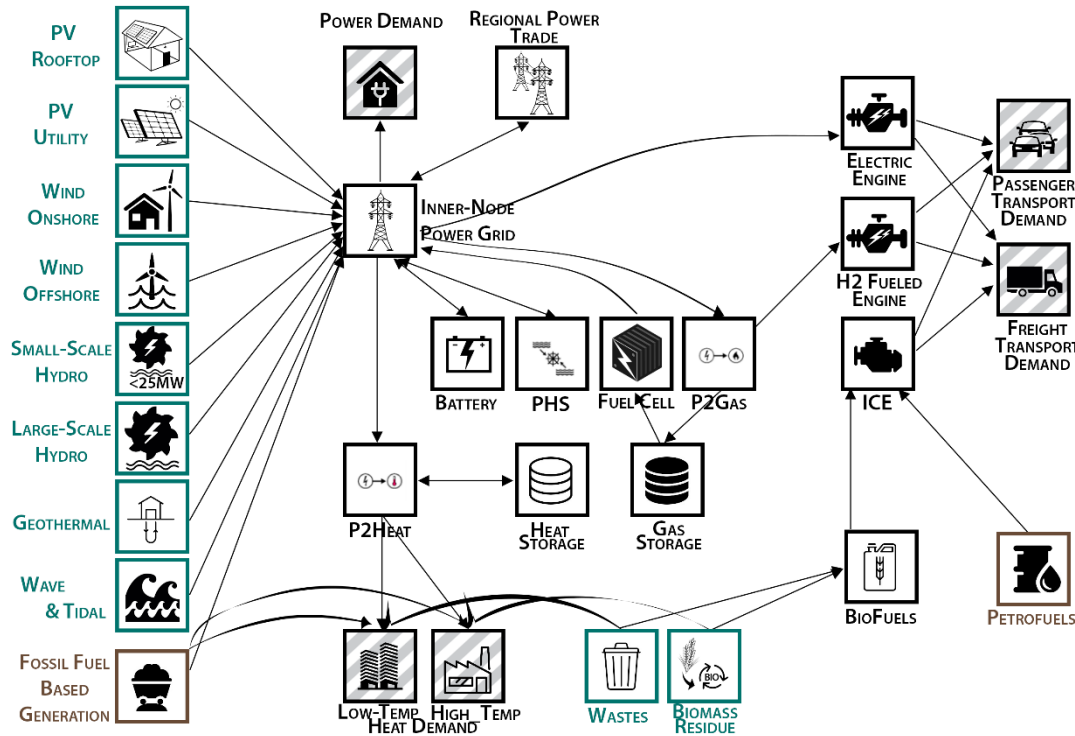 PV
Rooftop
PV
Utility
Wind
Onshore
Wind
Offshore
Small-Scale
Hydro
<25MW
Large-Scale
Hydro
Geothermal
Wave
& Tidal
Fossil Fuel
Based
Generation
Power Demand
Regional Power
Trade
Inner-Node
Power Grid
Battery
PHS
Fuel Cell
P2Gas
P2Heat
Heat
Storage
Gas
Storage
Low-Temp
High_Temp
Heat Demand
Wastes
BIO
Biomass
Residue
Electric
Engine
H2 Fueled
Engine
ICE
BioFuels
Petrofuels
Passenger
Transport
Demand
Freight
Transport
Demand